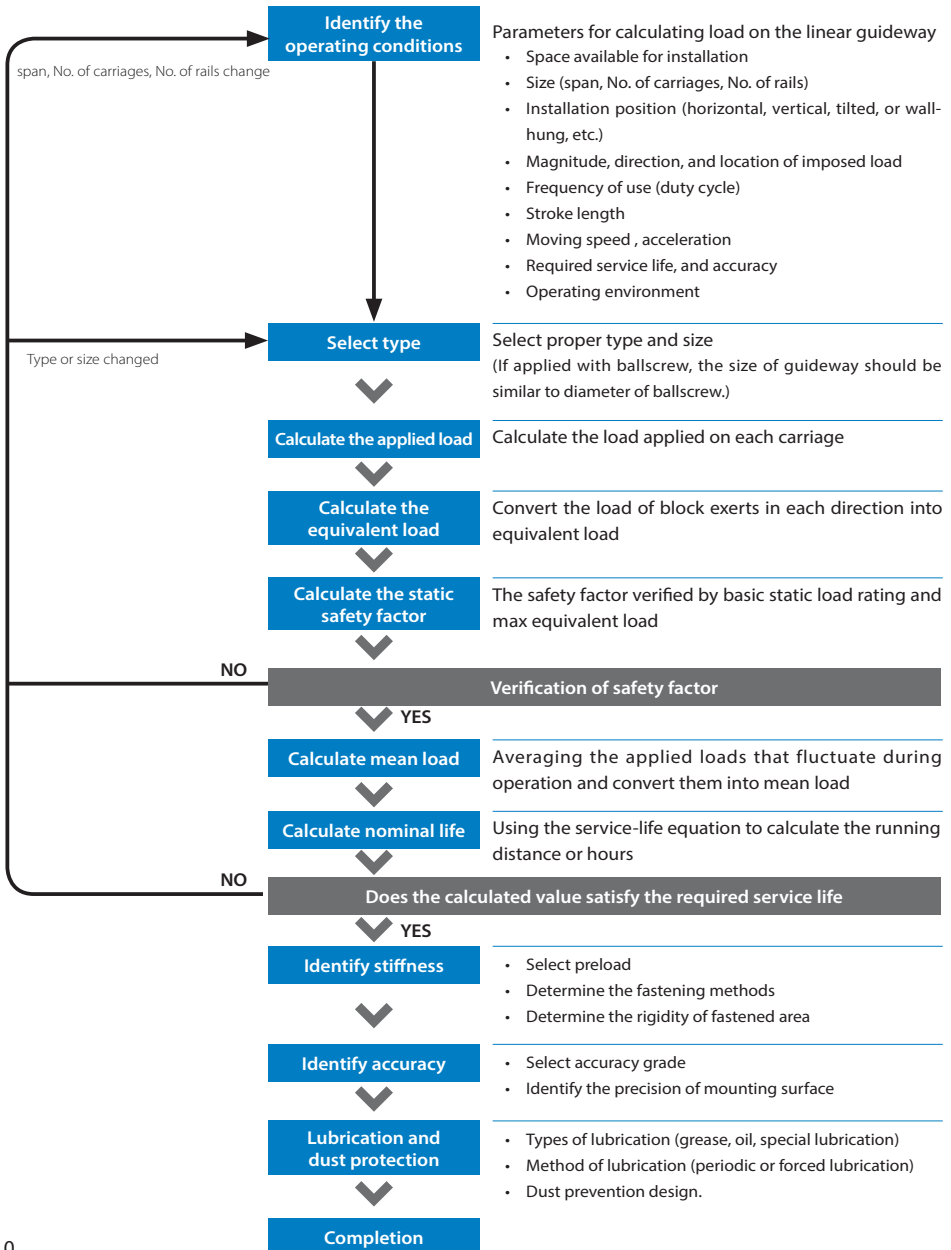 Identify the
operating conditions
Parameters for calculating load on the linear guideway
• Space available for installation
• Size (span, No. of carriages, No. of rails)
• Installation position (horizontal, vertical, tilted, or wall-
hung, etc.)
• Magnitude, direction, and location of imposed load
• Frequency of use (duty cycle)
• Stroke length
• Moving speed , acceleration
• Required service life, and accuracy
• Operating environment
span, No. of carriages, No. of rails change
Select type
Select proper type and size
(If applied with ballscrew, the size of guideway should be
similar to diameter of ballscrew.)
Type or size changed
Calculate the applied load
Calculate the load applied on each carriage
Calculate the
equivalent load
Convert the load of block exerts in each direction into
equivalent load
Calculate the static
safety factor
The safety factor verified by basic static load rating and
max equivalent load
NO
Verification of safety factor
YES
Calculate mean load
Averaging the applied loads that fluctuate during
operation and convert them into mean load
Calculate nominal life
Using the service-life equation to calculate the running
distance or hours
NO
Does the calculated value satisfy the required service life
YES
Identify stiffness
• Select preload
• Determine the fastening methods
• Determine the rigidity of fastened area
Identify accuracy
• Select accuracy grade
• Identify the precision of mounting surface
Lubrication and
dust protection
• Types of lubrication (grease, oil, special lubrication)
• Method of lubrication (periodic or forced lubrication)
• Dust prevention design.
Completion
0